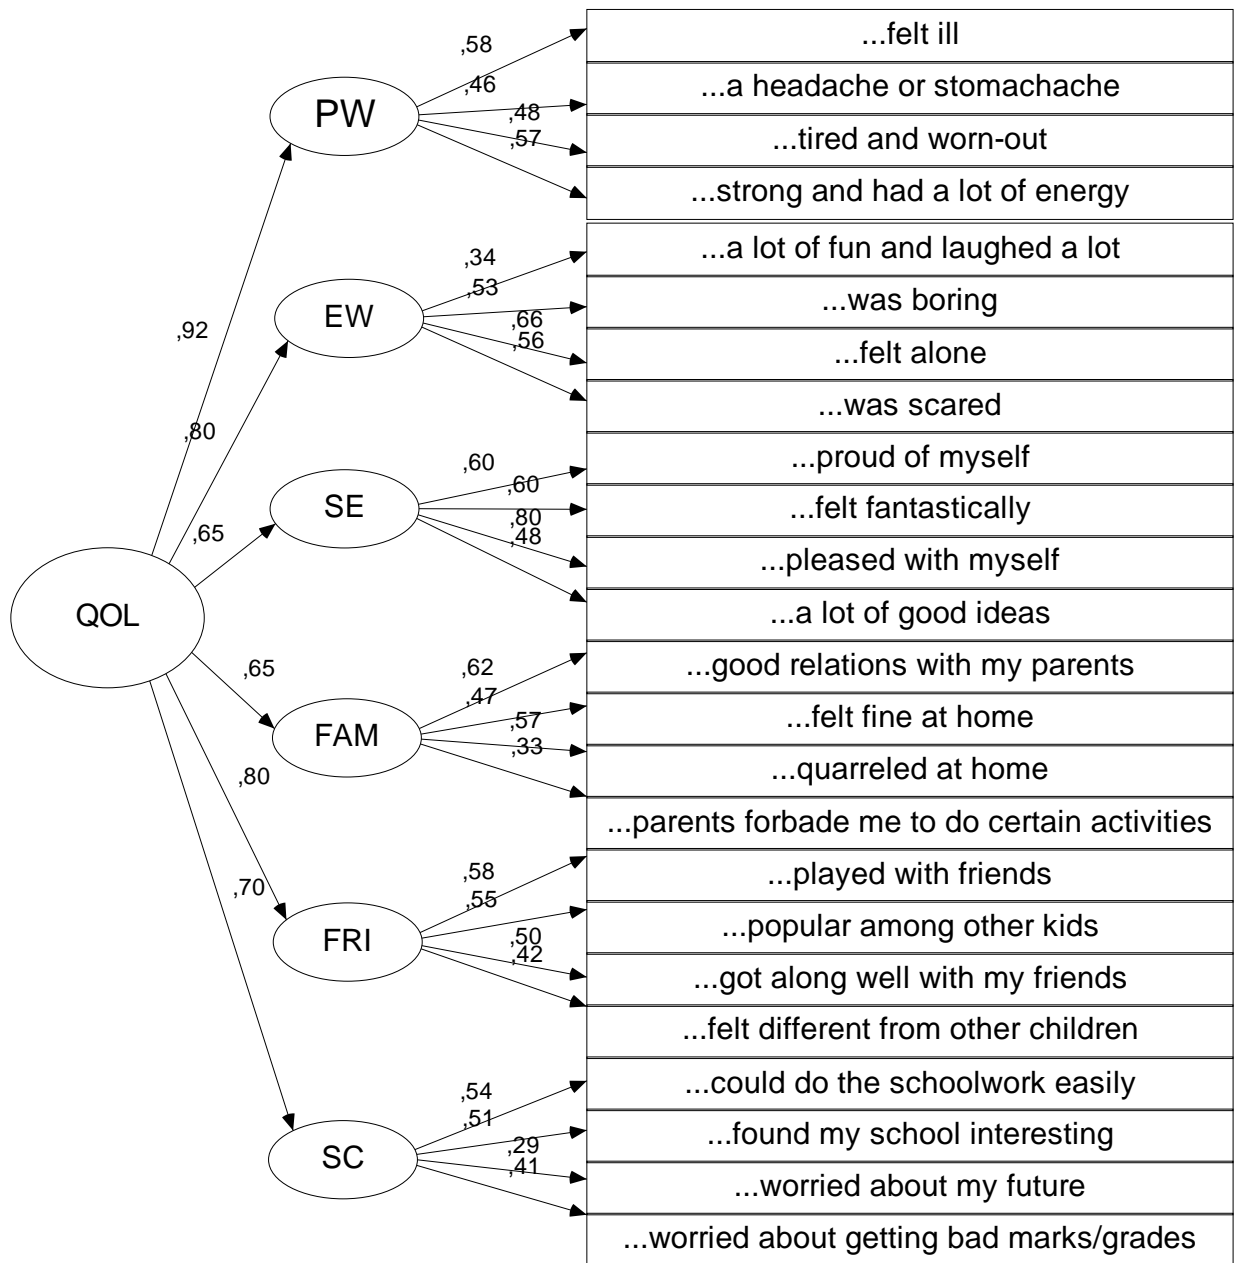 ,58
...felt ill
,46
...a headache or stomachache
PW
,48
,57
...tired and worn-out
...strong and had a lot of energy
,34
...a lot of fun and laughed a lot
,53
...was boring
EW
,66
,56
,92
...felt alone
...was scared
,80
,60
...proud of myself
,60
SE
...felt fantastically
,80
,48
,65
...pleased with myself
...a lot of good ideas
QOL
,65
,62
...good relations with my parents
,47
...felt fine at home
FAM
,57
,33
...quarreled at home
,80
...parents forbade me to do certain activities
,58
...played with friends
,70
,55
...popular among other kids
FRI
,50
,42
...got along well with my friends
...felt different from other children
,54
...could do the schoolwork easily
,51
...found my school interesting
SC
,29
,41
...worried about my future
...worried about getting bad marks/grades